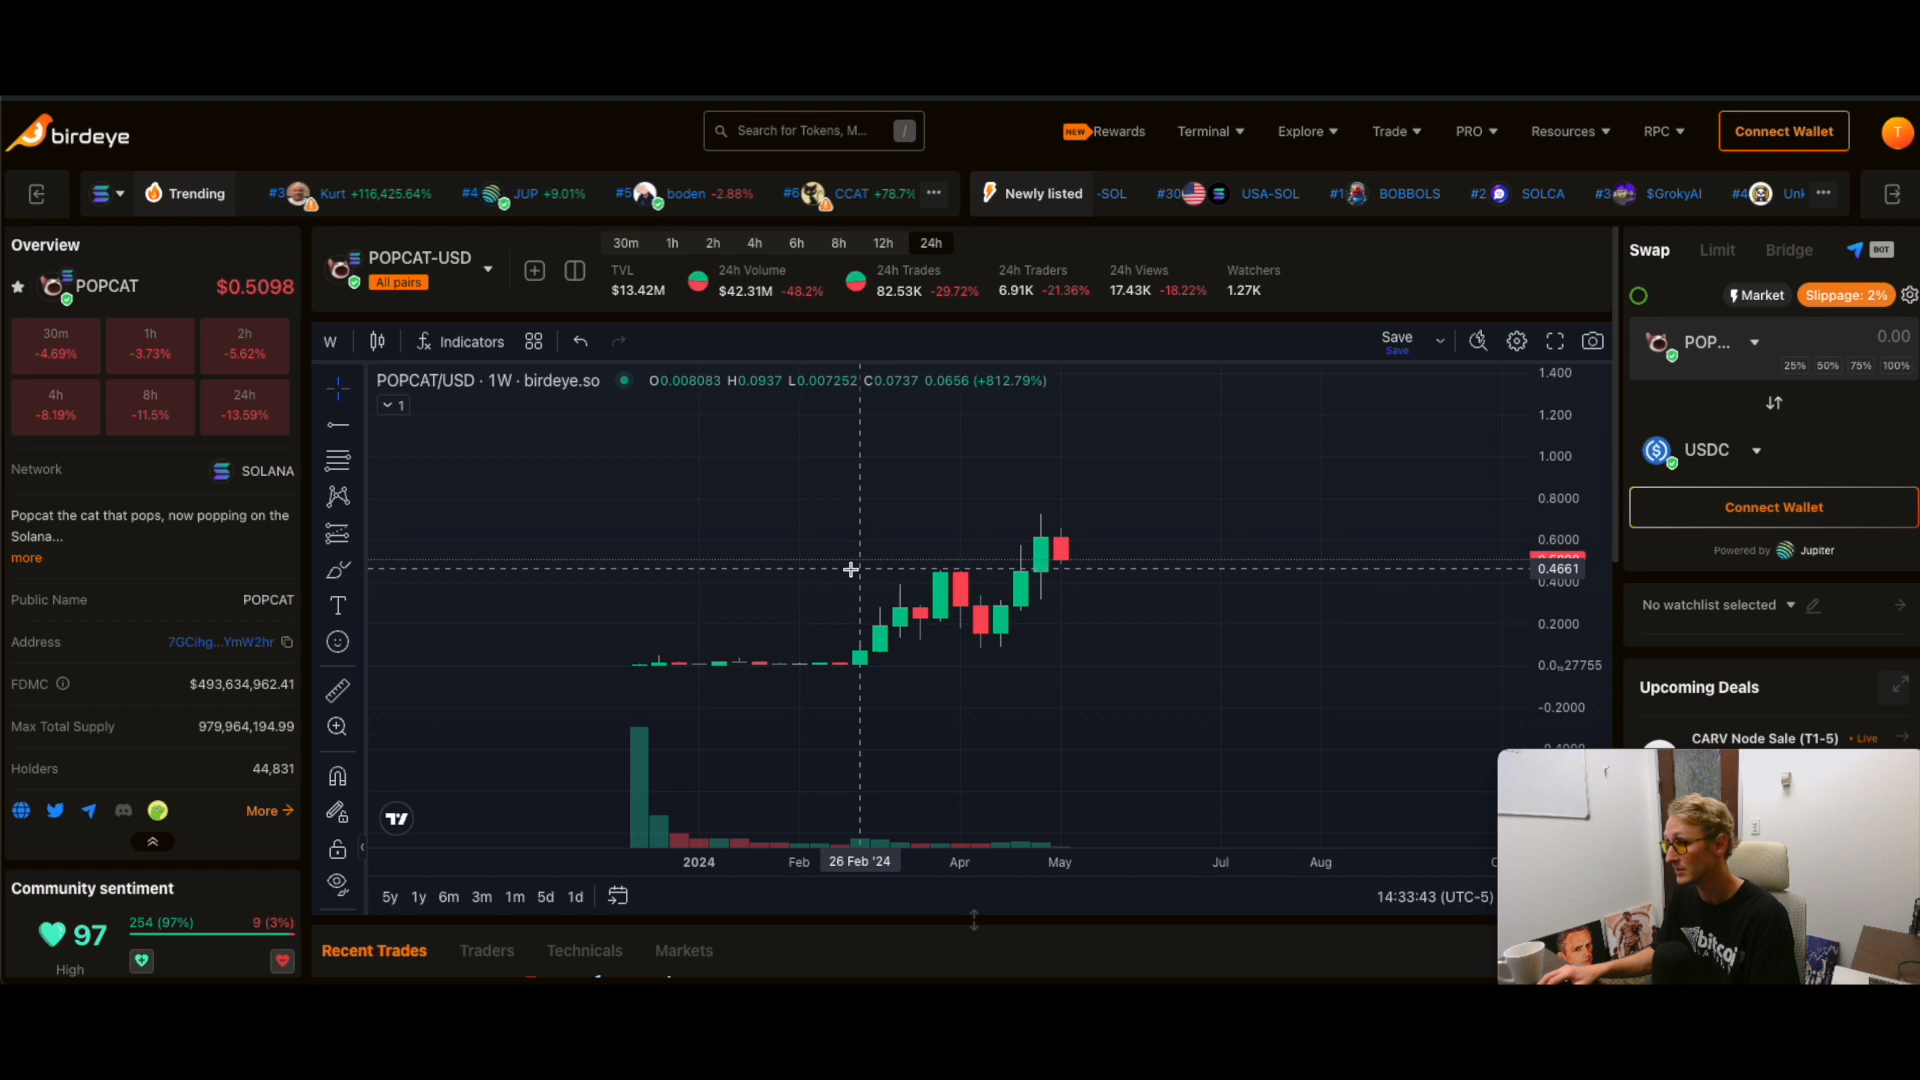 birdeye
Search for Tokens, M... /
NEW Rewards Terminal Explore Trade PRO Resources RPC Connect Wallet T
Trending #3 Kurt +116,425.64% #4 JUP +9.01% #5 boden -2.88% #6 CCAT +78.7% ••• Newly listed -SOL #30 USA-SOL #1 BOBBOLS #2 SOLCA #3 $GrokyAI #4 Unk •••
Overview
POPCAT $0.5098
30m 1h 2h
-4.69% -3.73% -5.62%
4h 8h 24h
-8.19% -11.5% -13.59%
Network SOLANA
Popcat the cat that pops, now popping on the
Solana...
more
Public Name POPCAT
Address 7GCihg...YmW2hr
FDMC $493,634,962.41
Max Total Supply 979,964,194.99
Holders 44,831
More
Community sentiment
97 254 (97%) 9 (3%)
High
POPCAT-USD
All pairs
30m 1h 2h 4h 6h 8h 12h 24h
TVL 24h Volume 24h Trades 24h Traders 24h Views Watchers
$13.42M $42.31M -48.2% 82.53K -29.72% 6.91K -21.36% 17.43K -18.22% 1.27K
W Indicators Save
Save
POPCAT/USD · 1W · birdeye.so O0.008083 H0.0937 L0.007252 C0.0737 0.0656 (+812.79%)
1
1.400
1.200
1.000
0.8000
0.6000
0.4661
0.4000
0.2000
0.0₁₅27755
-0.2000
2024 Feb 26 Feb '24 Apr May Jul Aug
5y 1y 6m 3m 1m 5d 1d 14:33:43 (UTC-5)
Recent Trades Traders Technicals Markets
Swap Limit Bridge BOT
Market Slippage: 2%
POP... 0.00
25% 50% 75% 100%
USDC
Connect Wallet
Powered by Jupiter
No watchlist selected
Upcoming Deals
CARV Node Sale (T1-5) • Live
bitcoin